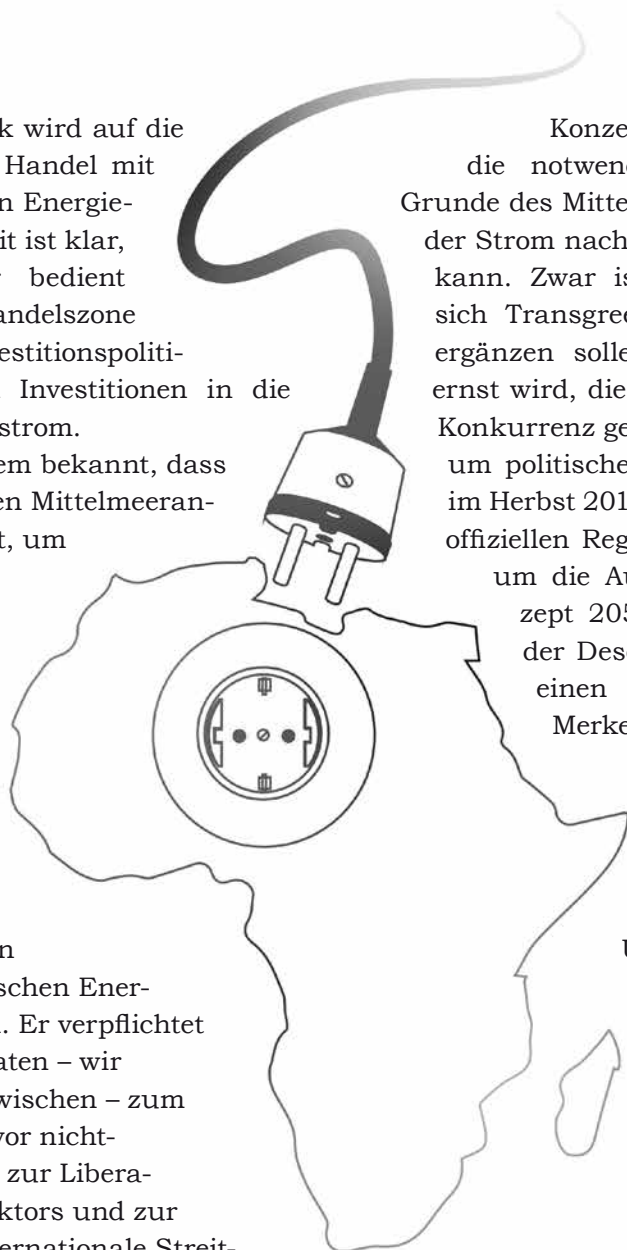 k wird auf die
Handel mit
n Energie-
it ist klar,
bedient
andelszone
estitionspoliti-
Investitionen in die
strom.
em bekannt, dass
en Mittelmeeran-
t, um
n
schen Ener-
. Er verpflichtet
aten – wir
wischen – zum
vor nicht-
zur Libera-
ktors und zur
ernationale Streit-
Konze
die notwend
Grunde des Mitte
der Strom nach
kann. Zwar is
sich Transgree
ergänzen solle
ernst wird, die
Konkurrenz ge
um politische
im Herbst 201
offiziellen Reg
um die Au
zept 205
der Dese
einen
Merke
U